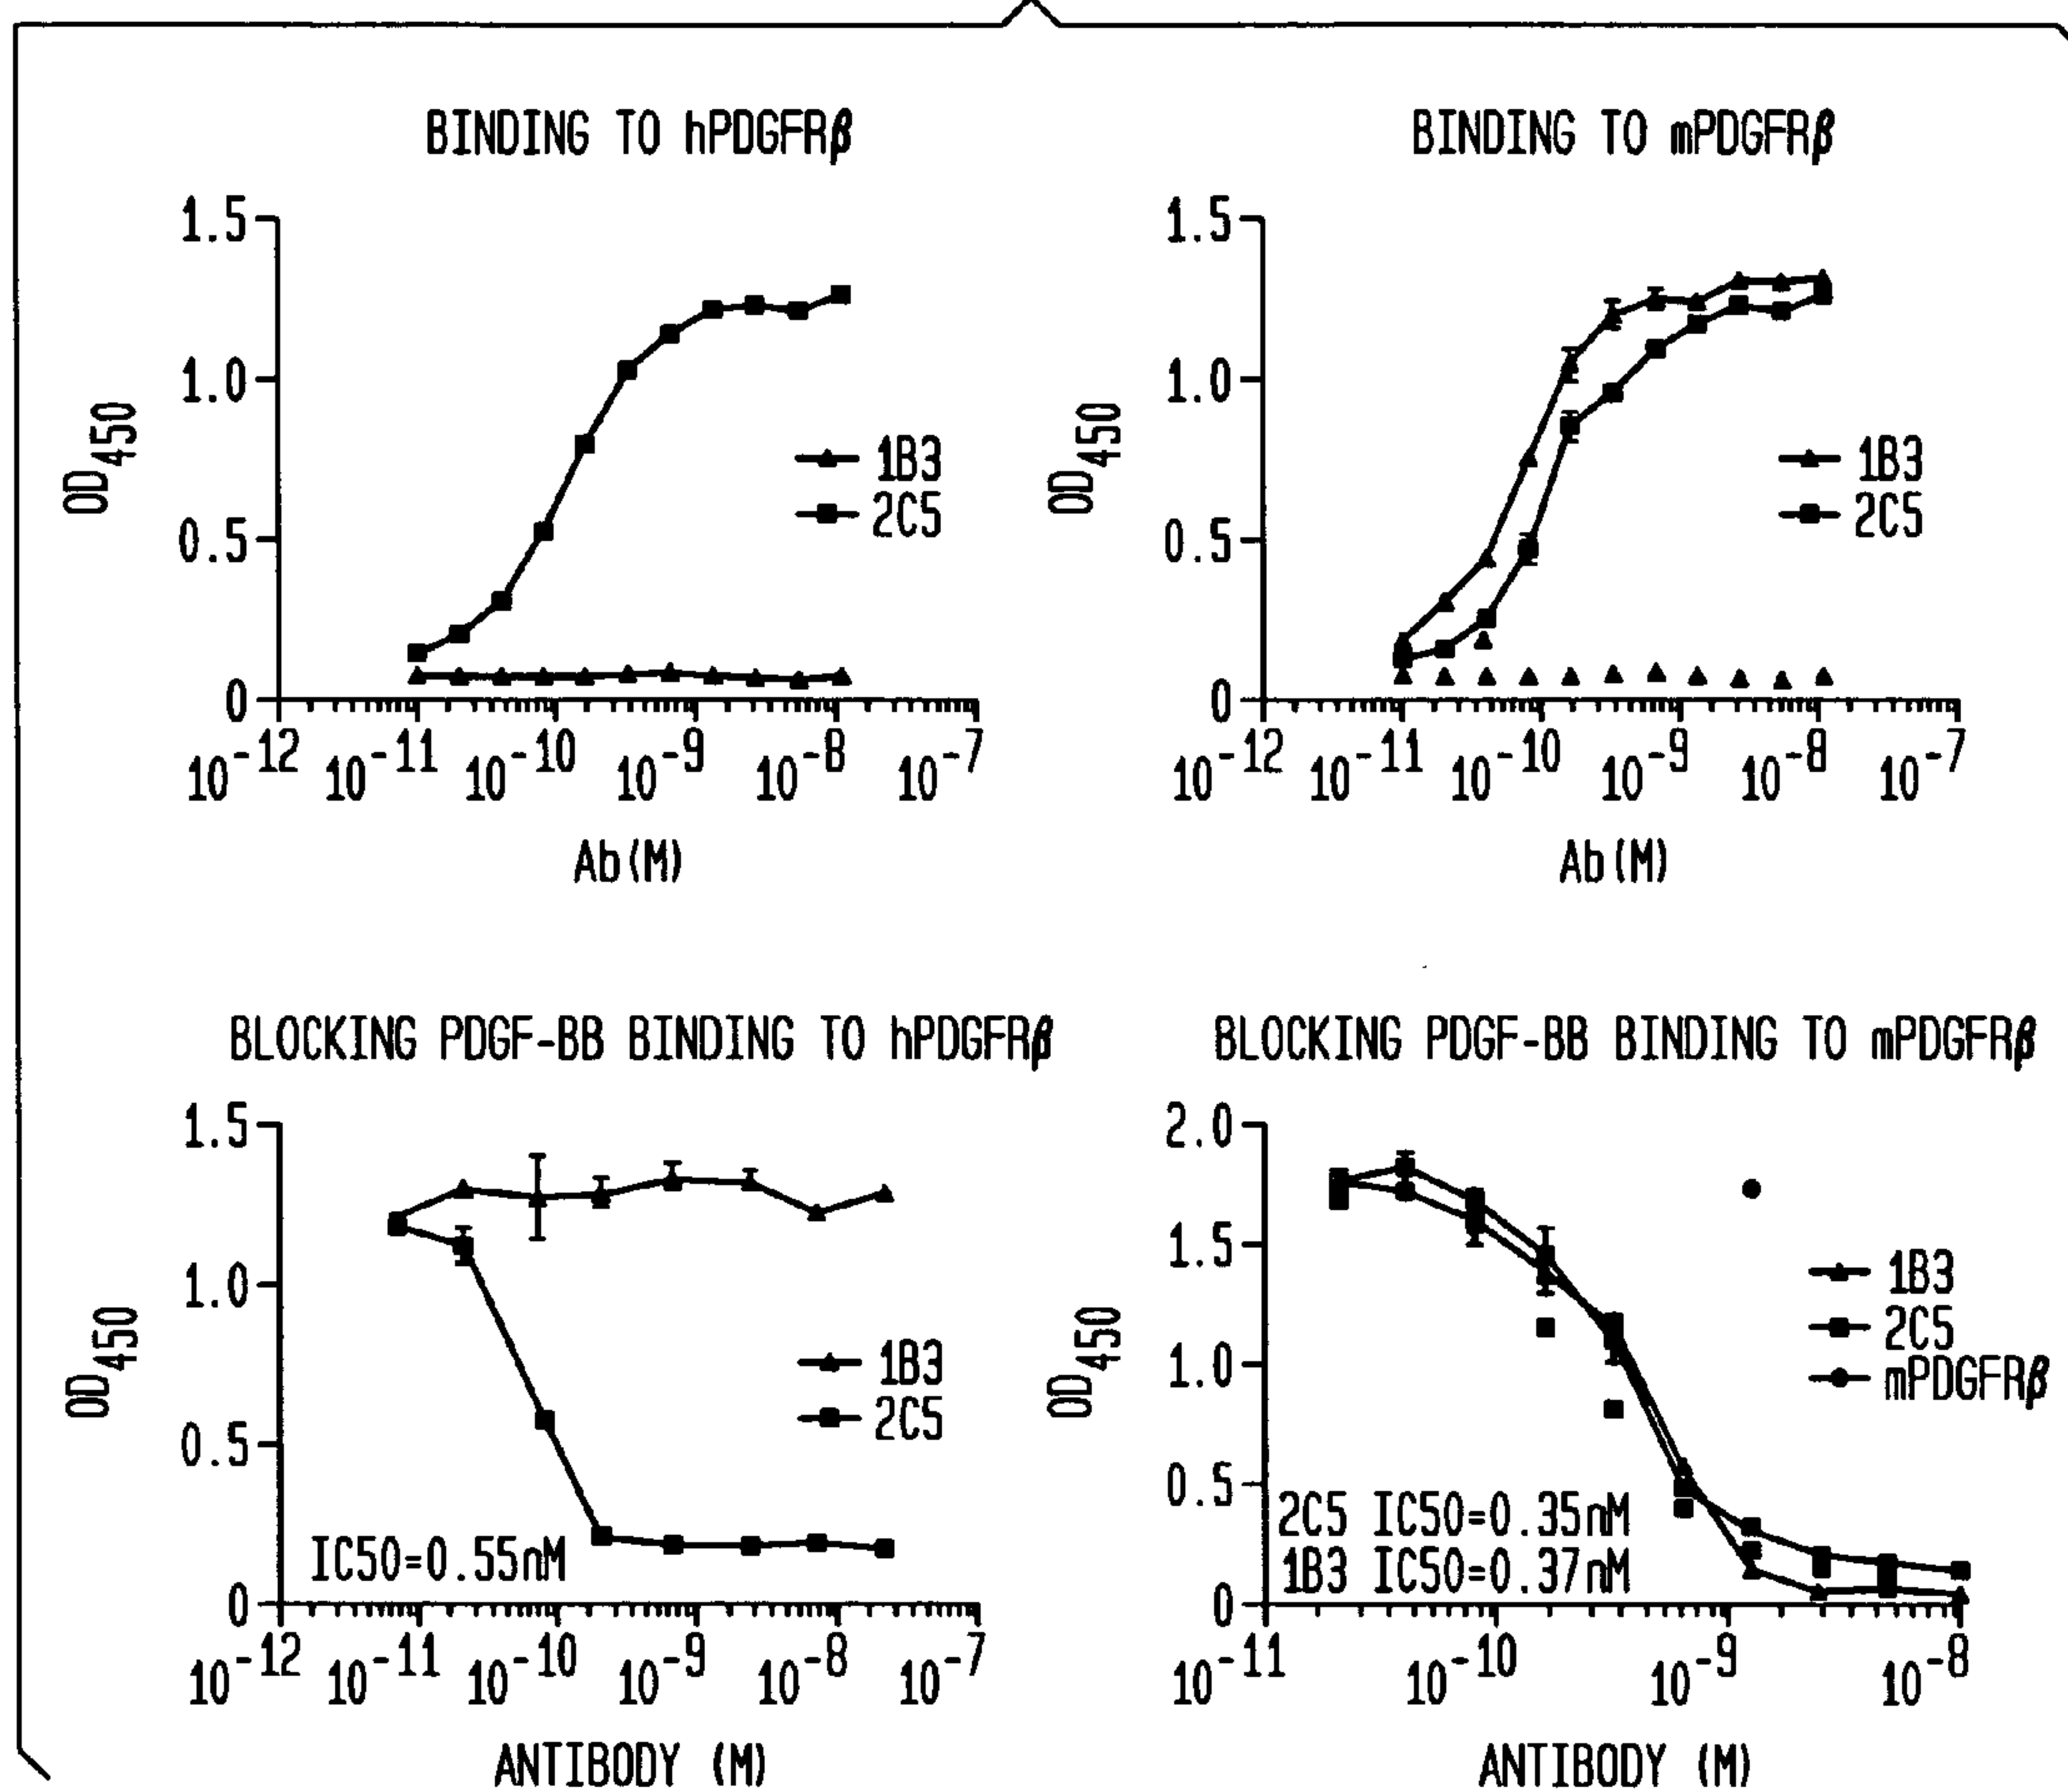 BINDING TO hPDGFRβ
1.5
1.0
0.5
0
OD450
1B3
2C5
10-12 10-11 10-10 10-9 10-8 10-7
Ab(M)
BINDING TO mPDGFRβ
1.5
1.0
0.5
0
OD450
1B3
2C5
10-12 10-11 10-10 10-9 10-8 10-7
Ab(M)
BLOCKING PDGF-BB BINDING TO hPDGFRβ
1.5
1.0
0.5
0
OD450
1B3
2C5
IC50=0.55nM
10-12 10-11 10-10 10-9 10-8 10-7
ANTIBODY (M)
BLOCKING PDGF-BB BINDING TO mPDGFRβ
2.0
1.5
1.0
0.5
0
OD450
1B3
2C5
mPDGFRβ
2C5 IC50=0.35nM
1B3 IC50=0.37nM
10-11 10-10 10-9 10-8
ANTIBODY (M)